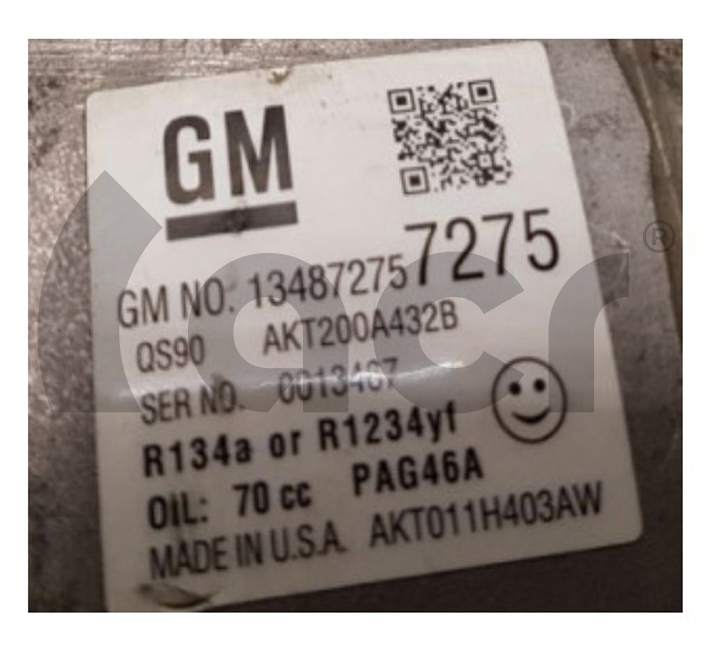 GM
GM NO. 13487275 7275
QS90 AKT200A432B
SER NO.
R134a or R1234yf
OIL: 70 cc PAG46A
MADE IN U.S.A. AKT011H403AW
acr ®